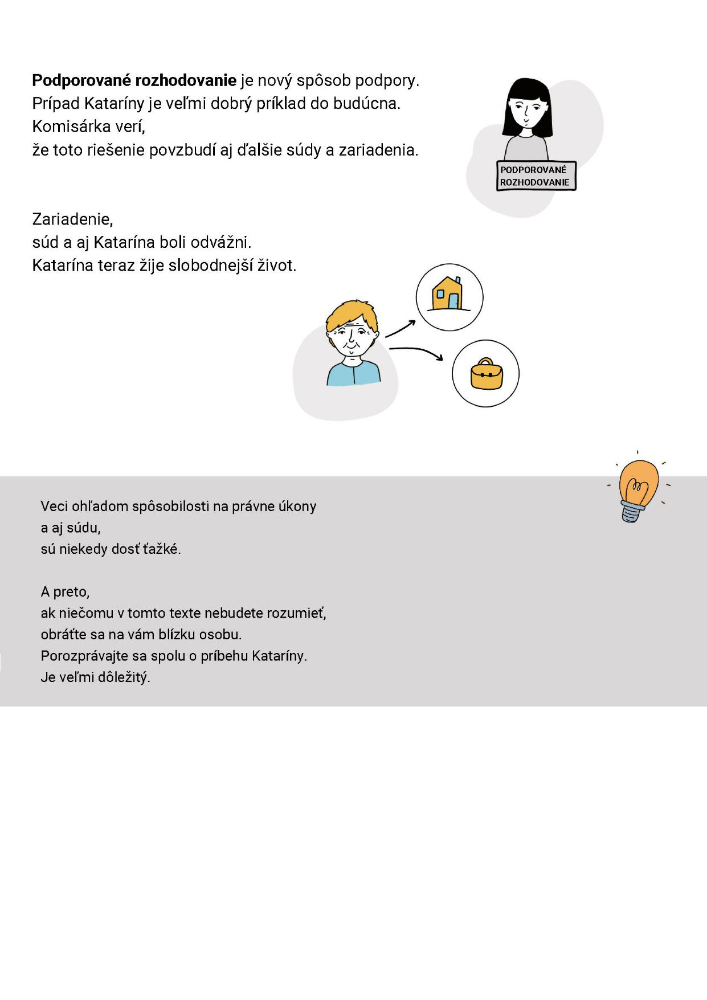 Podporované rozhodovanie je nový spôsob podpory.
Prípad Kataríny je veľmi dobrý príklad do budúcna.
Komisárka verí,
že toto riešenie povzbudí aj ďalšie súdy a zariadenia.
PODPOROVANÉ
ROZHODOVANIE
Zariadenie,
súd a aj Katarína boli odvážni.
Katarína teraz žije slobodnejší život.
Veci ohľadom spôsobilosti na právne úkony
a aj súdu,
sú niekedy dosť ťažké.
A preto,
ak niečomu v tomto texte nebudete rozumieť,
obráťte sa na vám blízku osobu.
Porozprávajte sa spolu o príbehu Kataríny.
Je veľmi dôležitý.